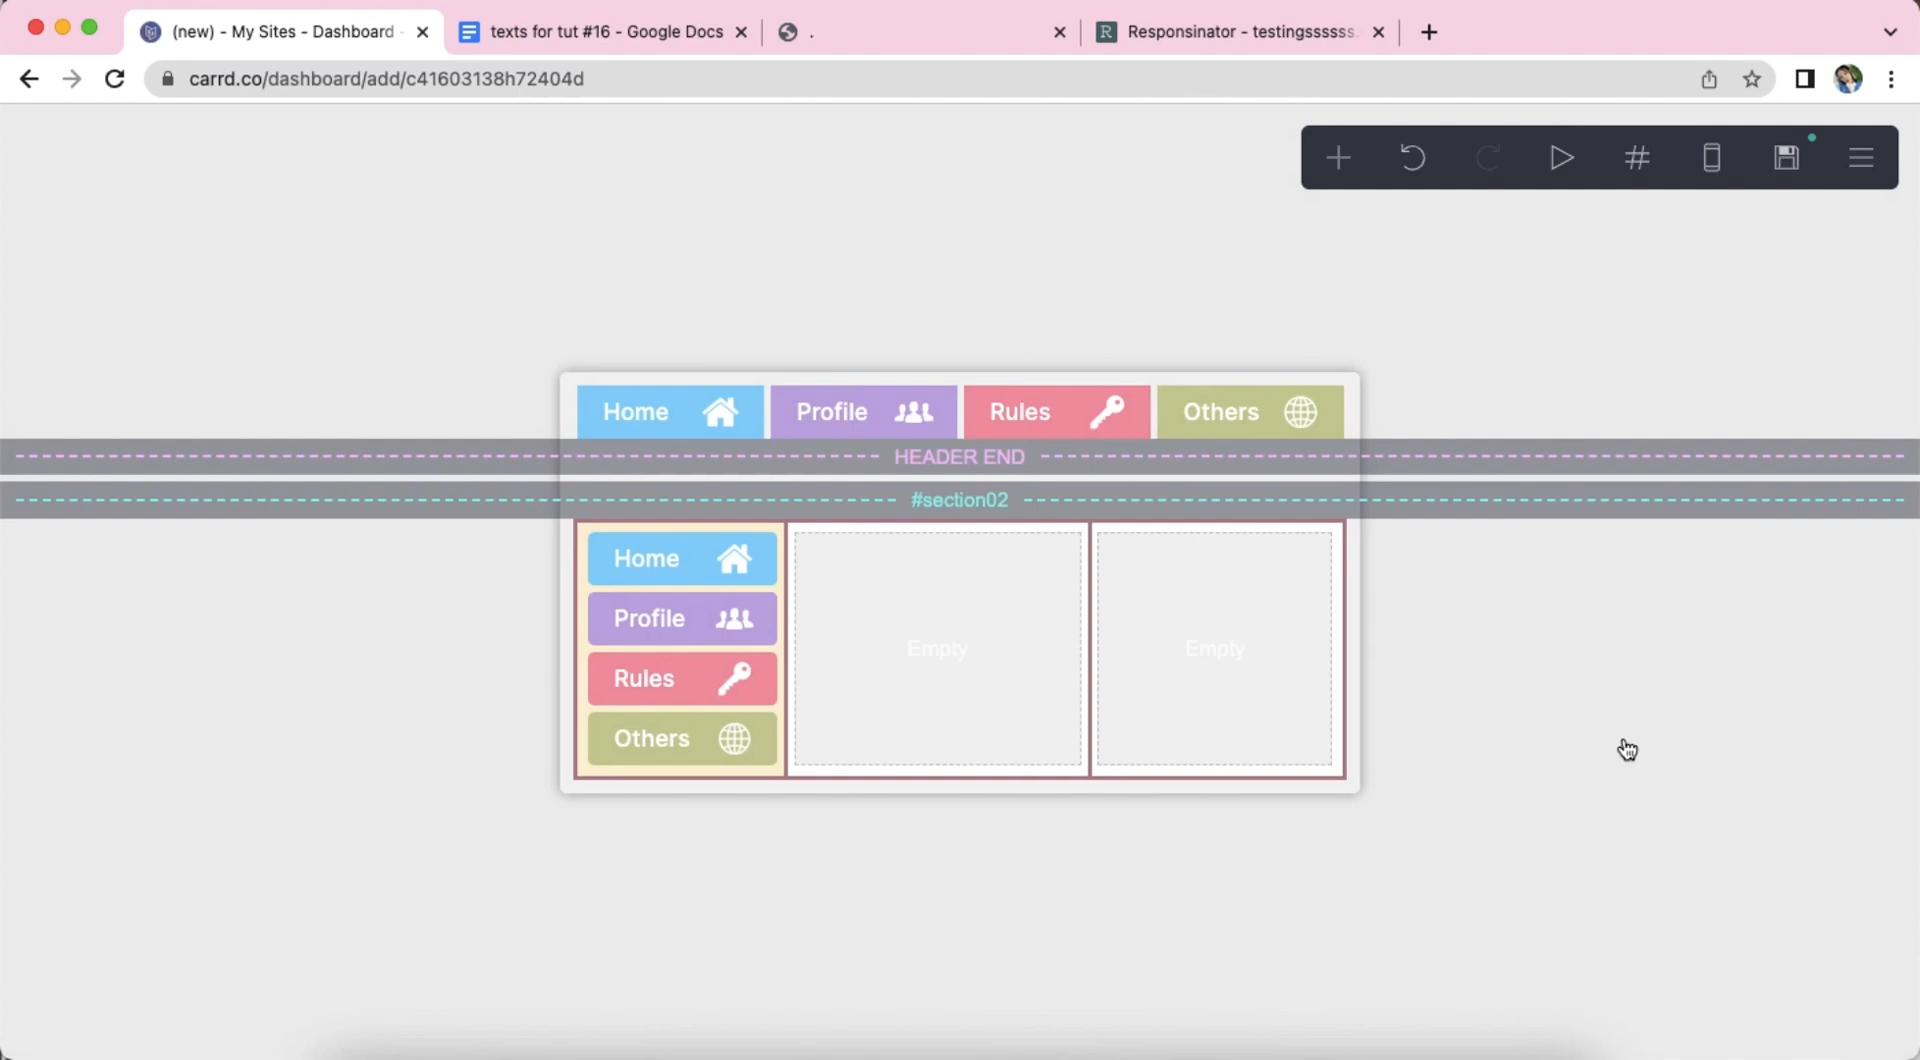 (new) - My Sites - Dashboard -
texts for tut #16 - Google Docs
.
Responsinator - testingssssss.
carrd.co/dashboard/add/c41603138h72404d
Home
Profile
Rules
Others
HEADER END
#section02
Home
Profile
Rules
Others
Empty
Empty